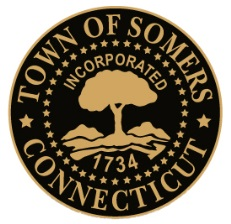 TOWN OF SOMERS
INCORPORATED
1734
CONNECTICUT